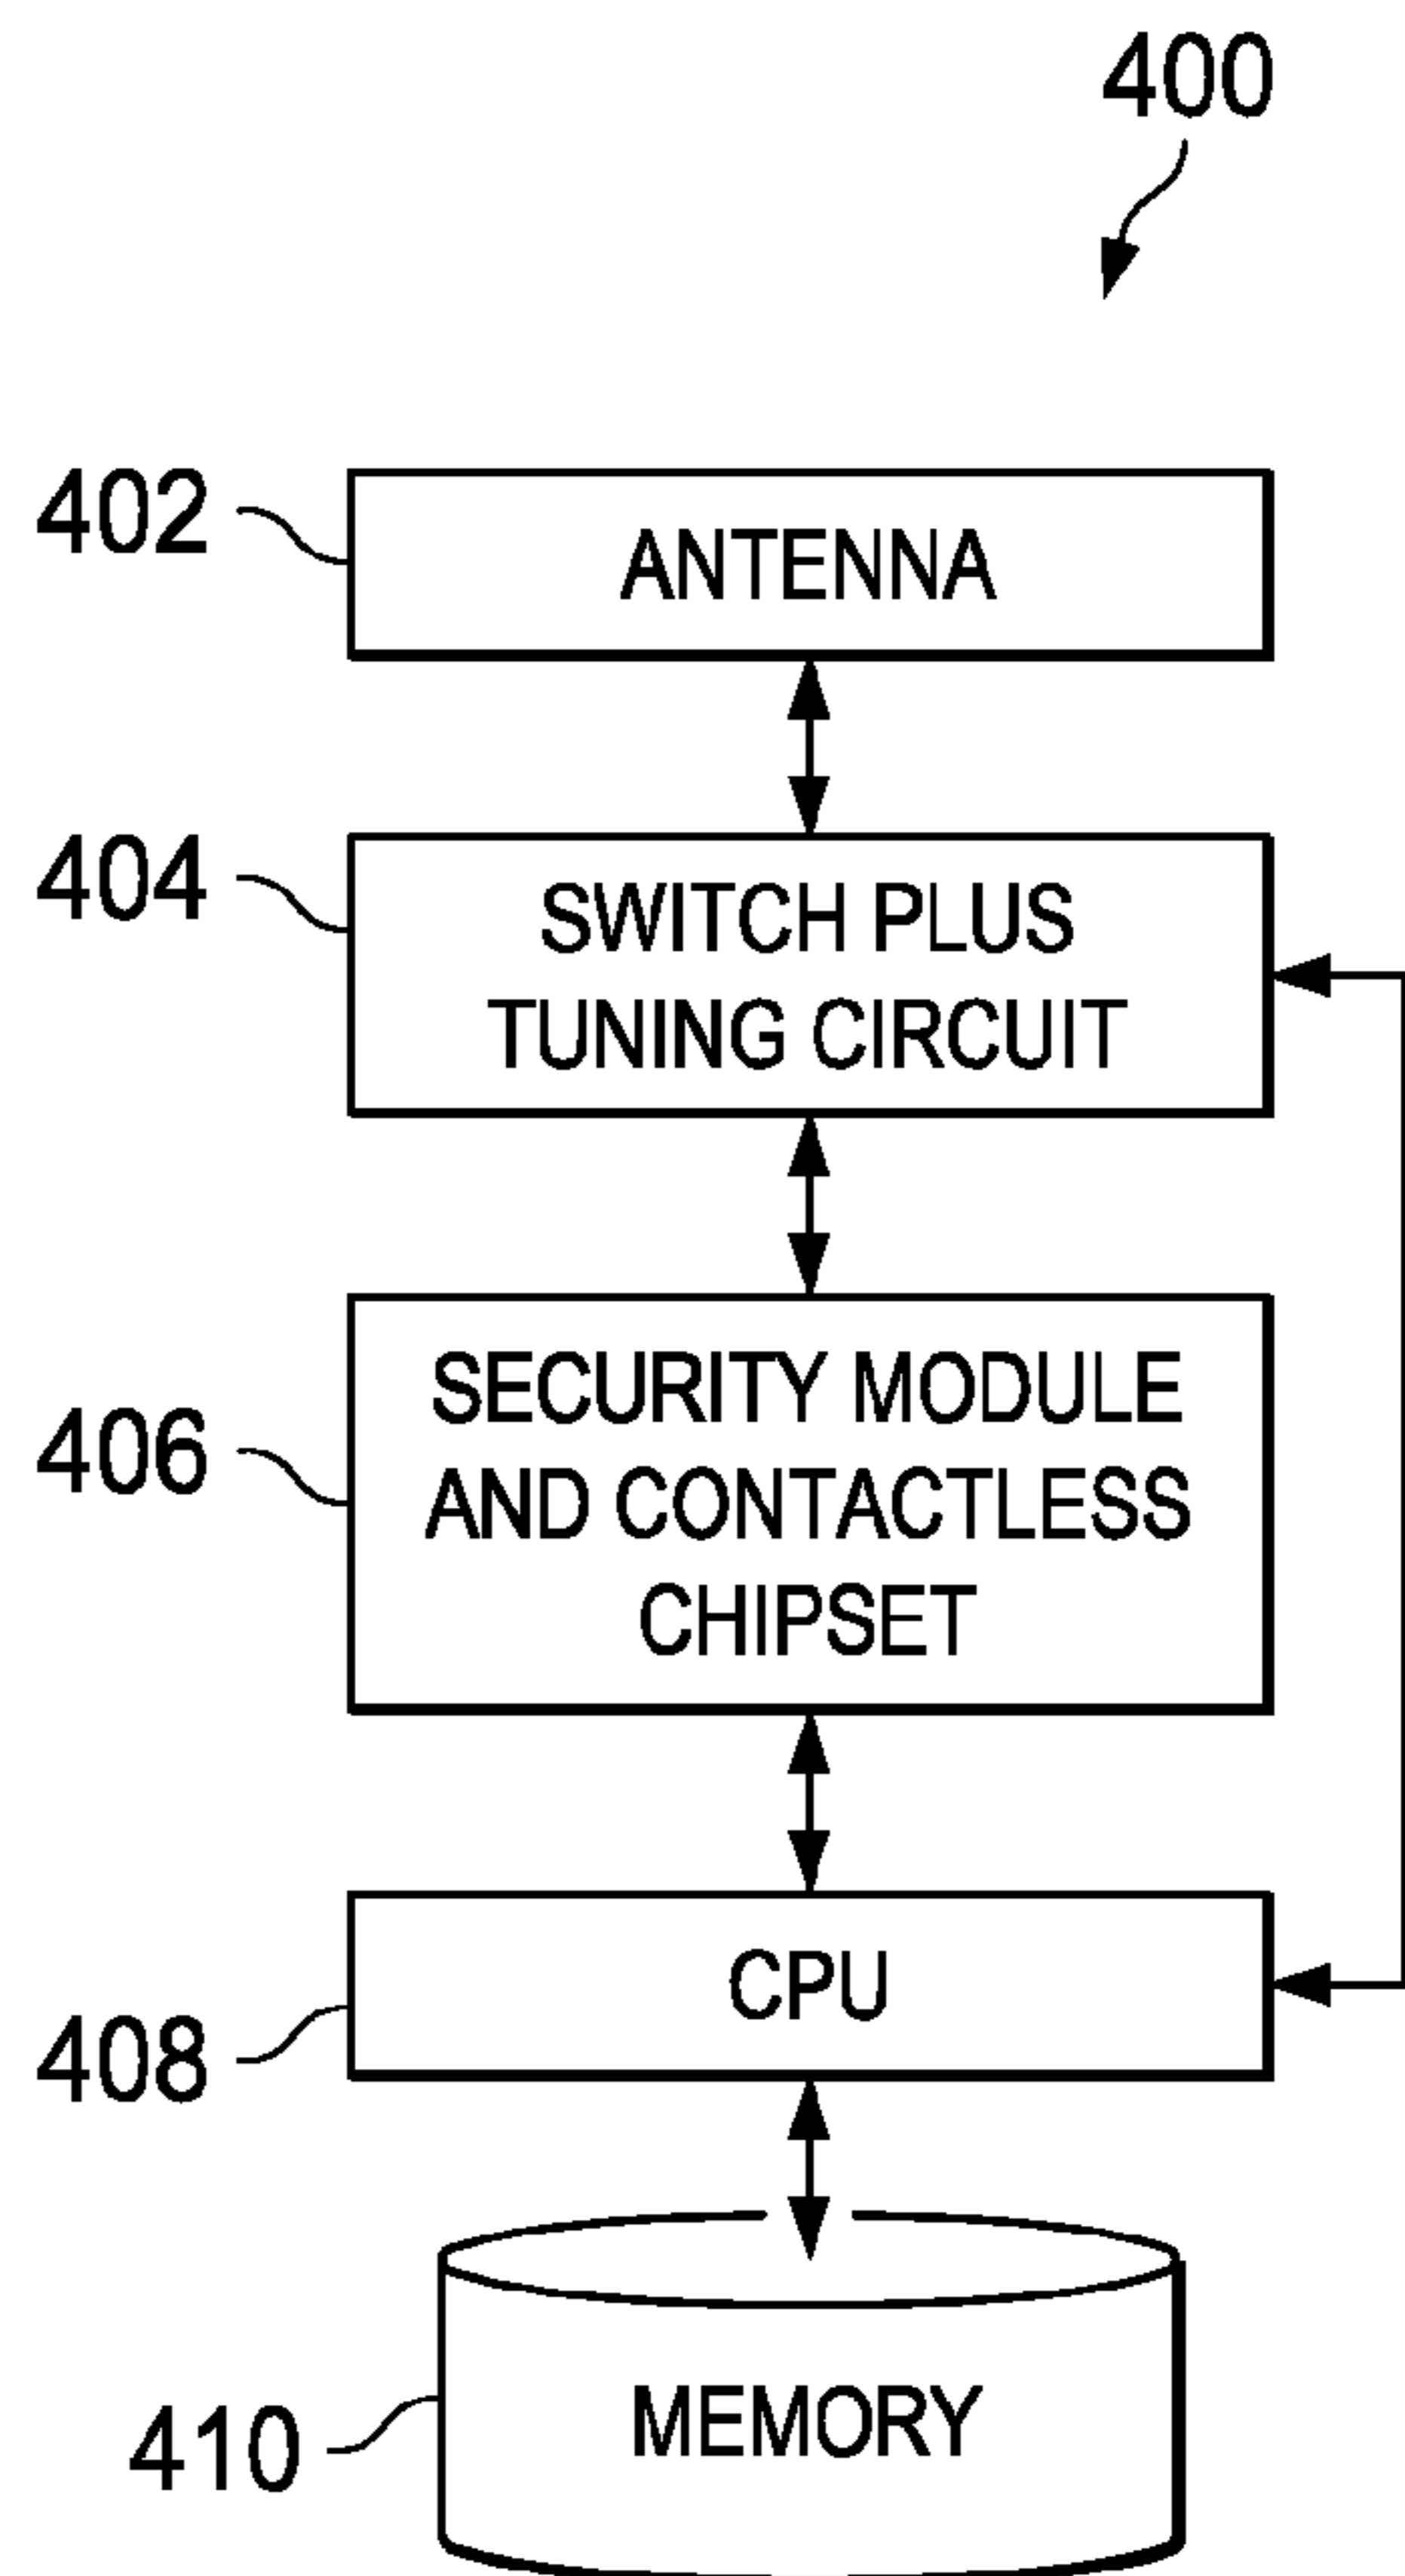 400
402
ANTENNA
404
SWITCH PLUS
TUNING CIRCUIT
406
SECURITY MODULE
AND CONTACTLESS
CHIPSET
408
CPU
410
MEMORY